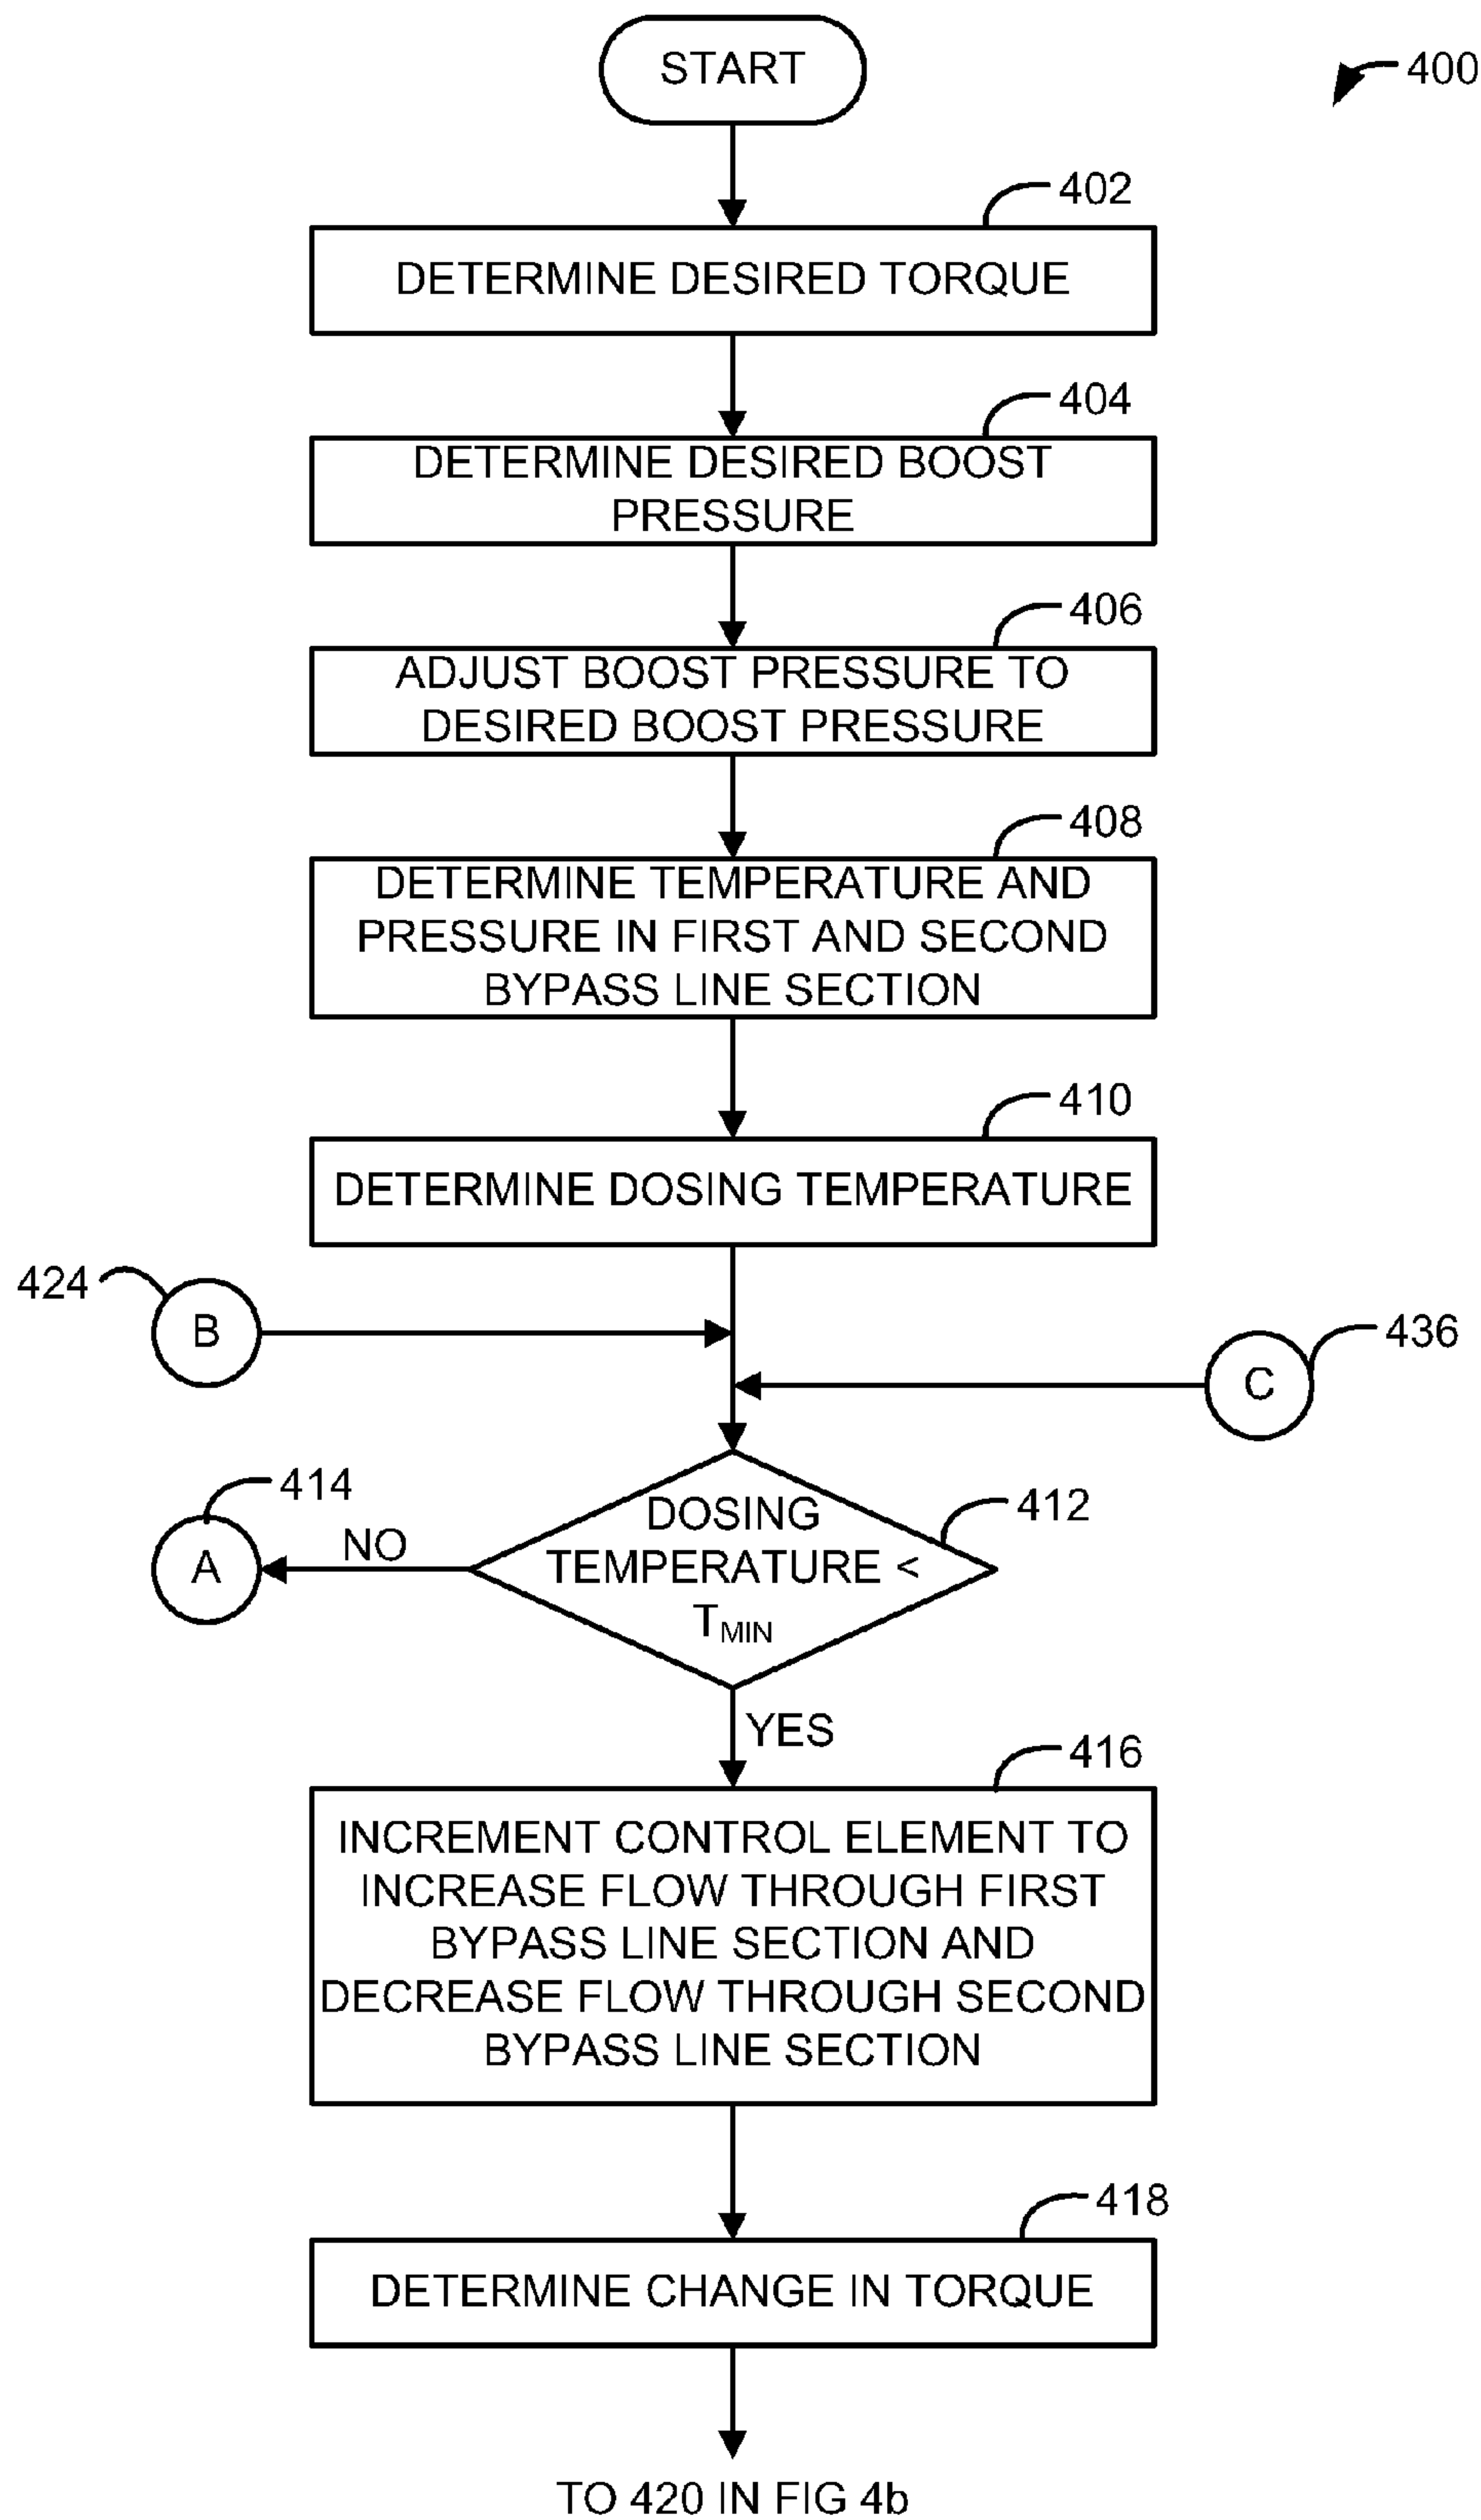 START
400
402
DETERMINE DESIRED TORQUE
404
DETERMINE DESIRED BOOST
PRESSURE
406
ADJUST BOOST PRESSURE TO
DESIRED BOOST PRESSURE
408
DETERMINE TEMPERATURE AND
PRESSURE IN FIRST AND SECOND
BYPASS LINE SECTION
410
DETERMINE DOSING TEMPERATURE
424
B
436
C
414
A
NO
412
DOSING
TEMPERATURE <
TMIN
YES
416
INCREMENT CONTROL ELEMENT TO
INCREASE FLOW THROUGH FIRST
BYPASS LINE SECTION AND
DECREASE FLOW THROUGH SECOND
BYPASS LINE SECTION
418
DETERMINE CHANGE IN TORQUE
TO 420 IN FIG 4b